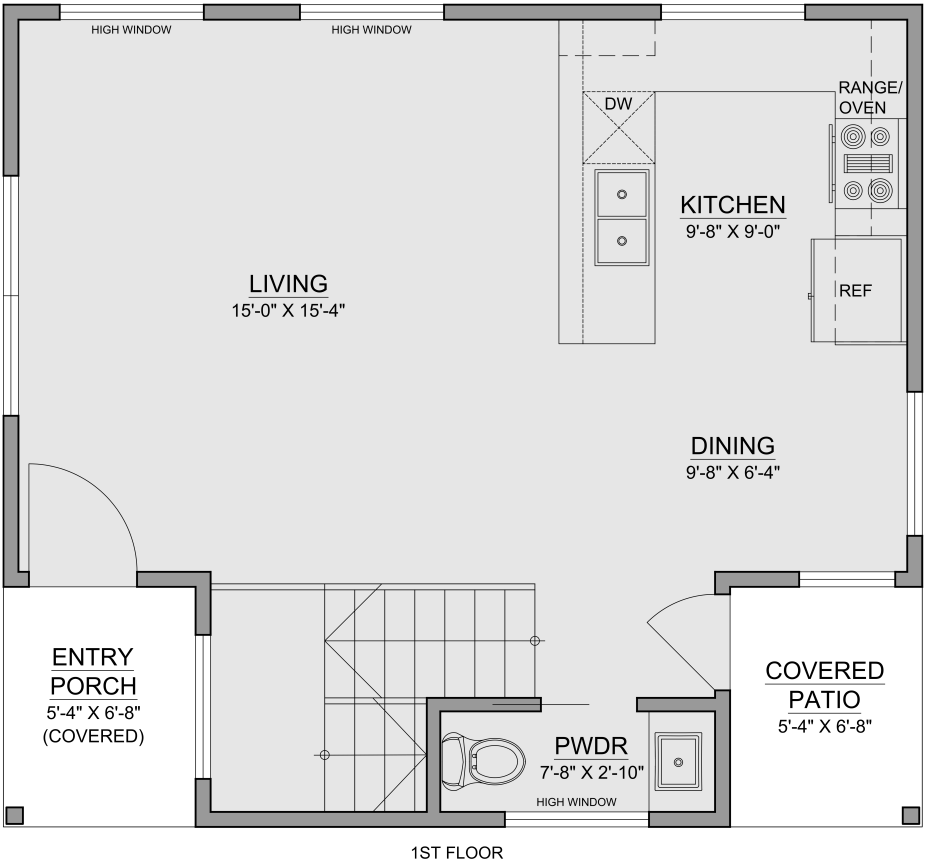 HIGH WINDOW
HIGH WINDOW
RANGE/
OVEN
DW
KITCHEN
9'-8" X 9'-0"
LIVING
15'-0" X 15'-4"
REF
DINING
9'-8" X 6'-4"
ENTRY
PORCH
5'-4" X 6'-8"
(COVERED)
COVERED
PATIO
5'-4" X 6'-8"
PWDR
7'-8" X 2'-10"
HIGH WINDOW
1ST FLOOR